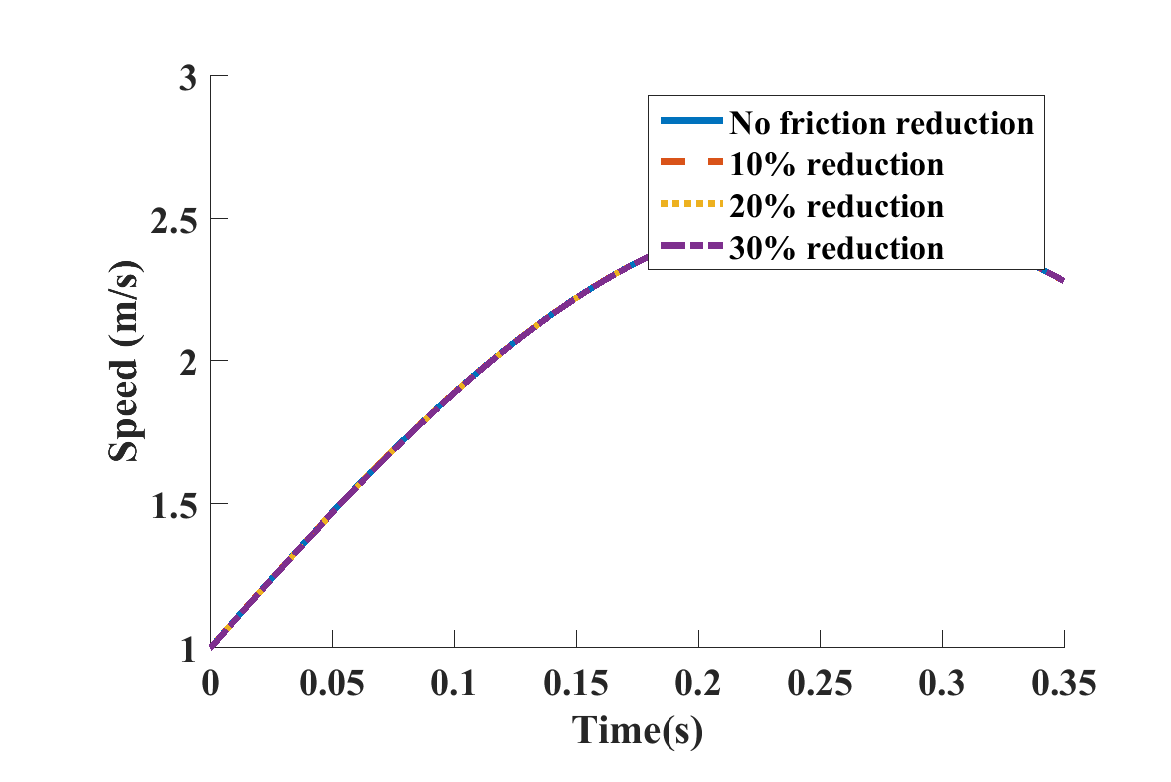 3
No friction reduction
10% reduction
20% reduction
30% reduction
2.5
2
1.5
1
Speed (m/s)
0 0.05 0.1 0.15 0.2 0.25 0.3 0.35
Time(s)